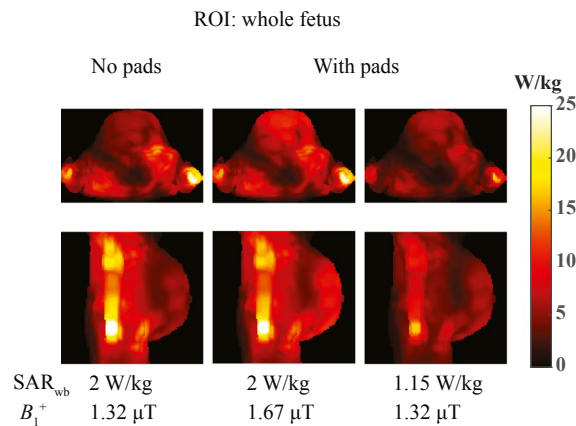 ROI: whole fetus
No pads
With pads
W/kg
25
20
15
10
5
0
SAR_wb 2 W/kg 2 W/kg 1.15 W/kg
B₁⁺ 1.32 µT 1.67 µT 1.32 µT